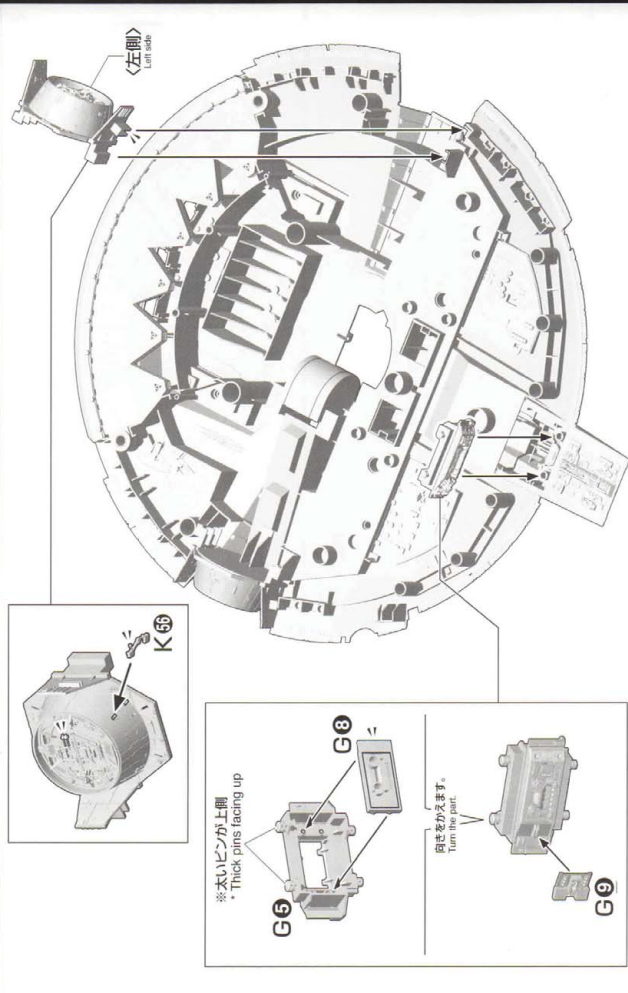 〈左側〉
Left side
K56
※太いピンが上側
* Thick pins facing up
G5
G8
向きをかえます。
Turn the part.
G9